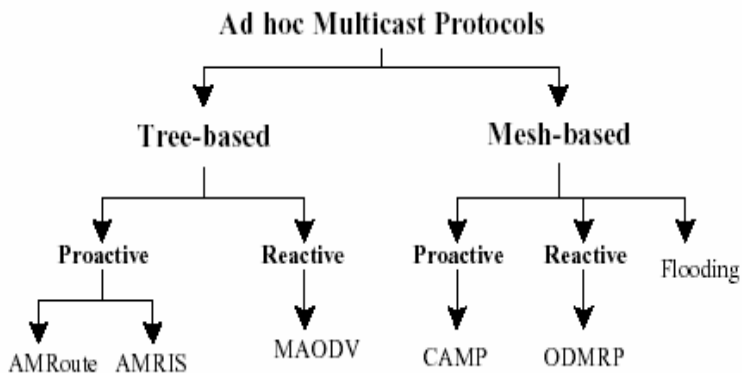 Ad hoc Multicast Protocols
Tree-based
Mesh-based
Proactive
Reactive
Proactive
Reactive
Flooding
AMRoute
AMRIS
MAODV
CAMP
ODMRP